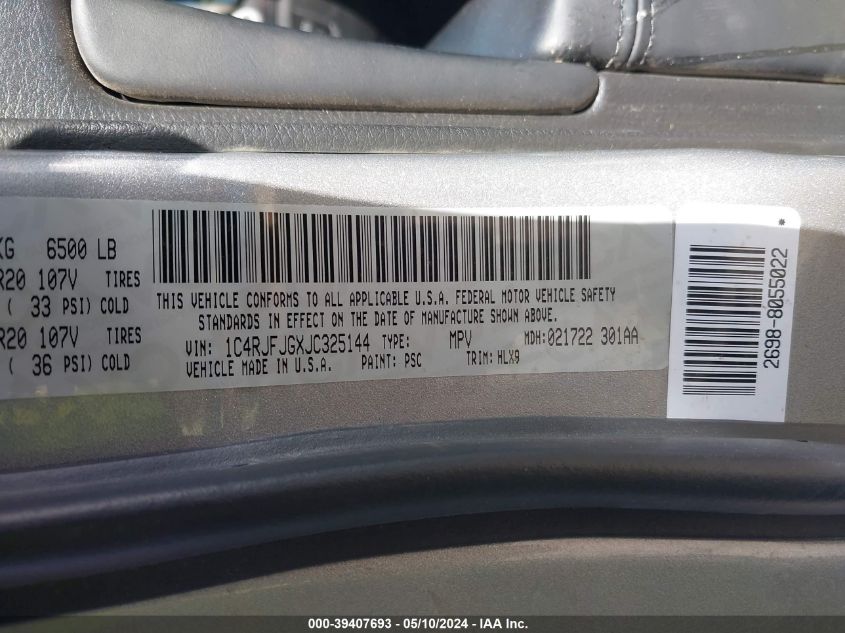 KG 6500 LB
R20 107V TIRES
( 33 PSI) COLD
R20 107V TIRES
( 36 PSI) COLD
THIS VEHICLE CONFORMS TO ALL APPLICABLE U.S.A. FEDERAL MOTOR VEHICLE SAFETY
STANDARDS IN EFFECT ON THE DATE OF MANUFACTURE SHOWN ABOVE.
VIN: 1C4RJFJGXJC325144 TYPE: MPV MDH:021722 301AA
VEHICLE MADE IN U.S.A. PAINT: PSC TRIM: HLX9
*
2698-8055022
000-39407693 - 05/10/2024 - IAA Inc.